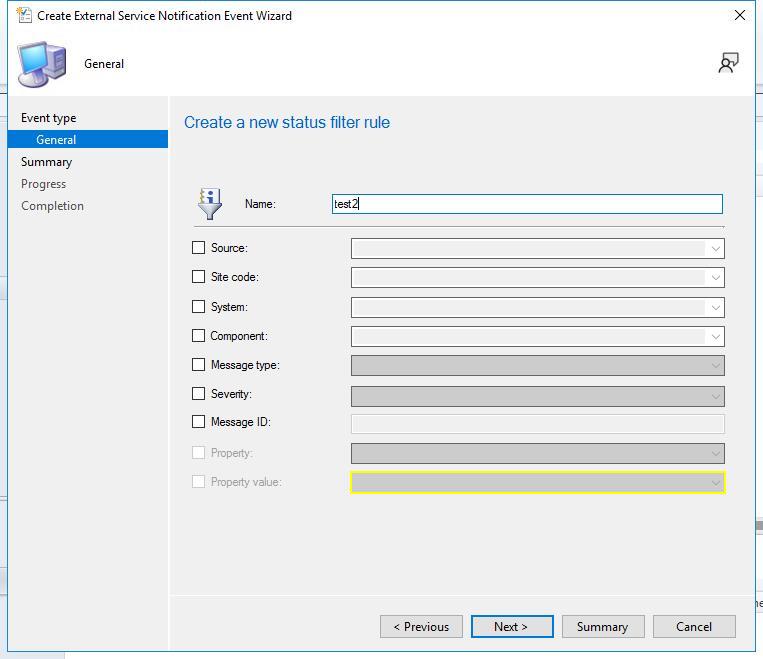 Create External Service Notification Event Wizard
General
Event type
General
Summary
Progress
Completion
Create a new status filter rule
Name: test2
Source:
Site code:
System:
Component:
Message type:
Severity:
Message ID:
Property:
Property value:
< Previous Next > Summary Cancel